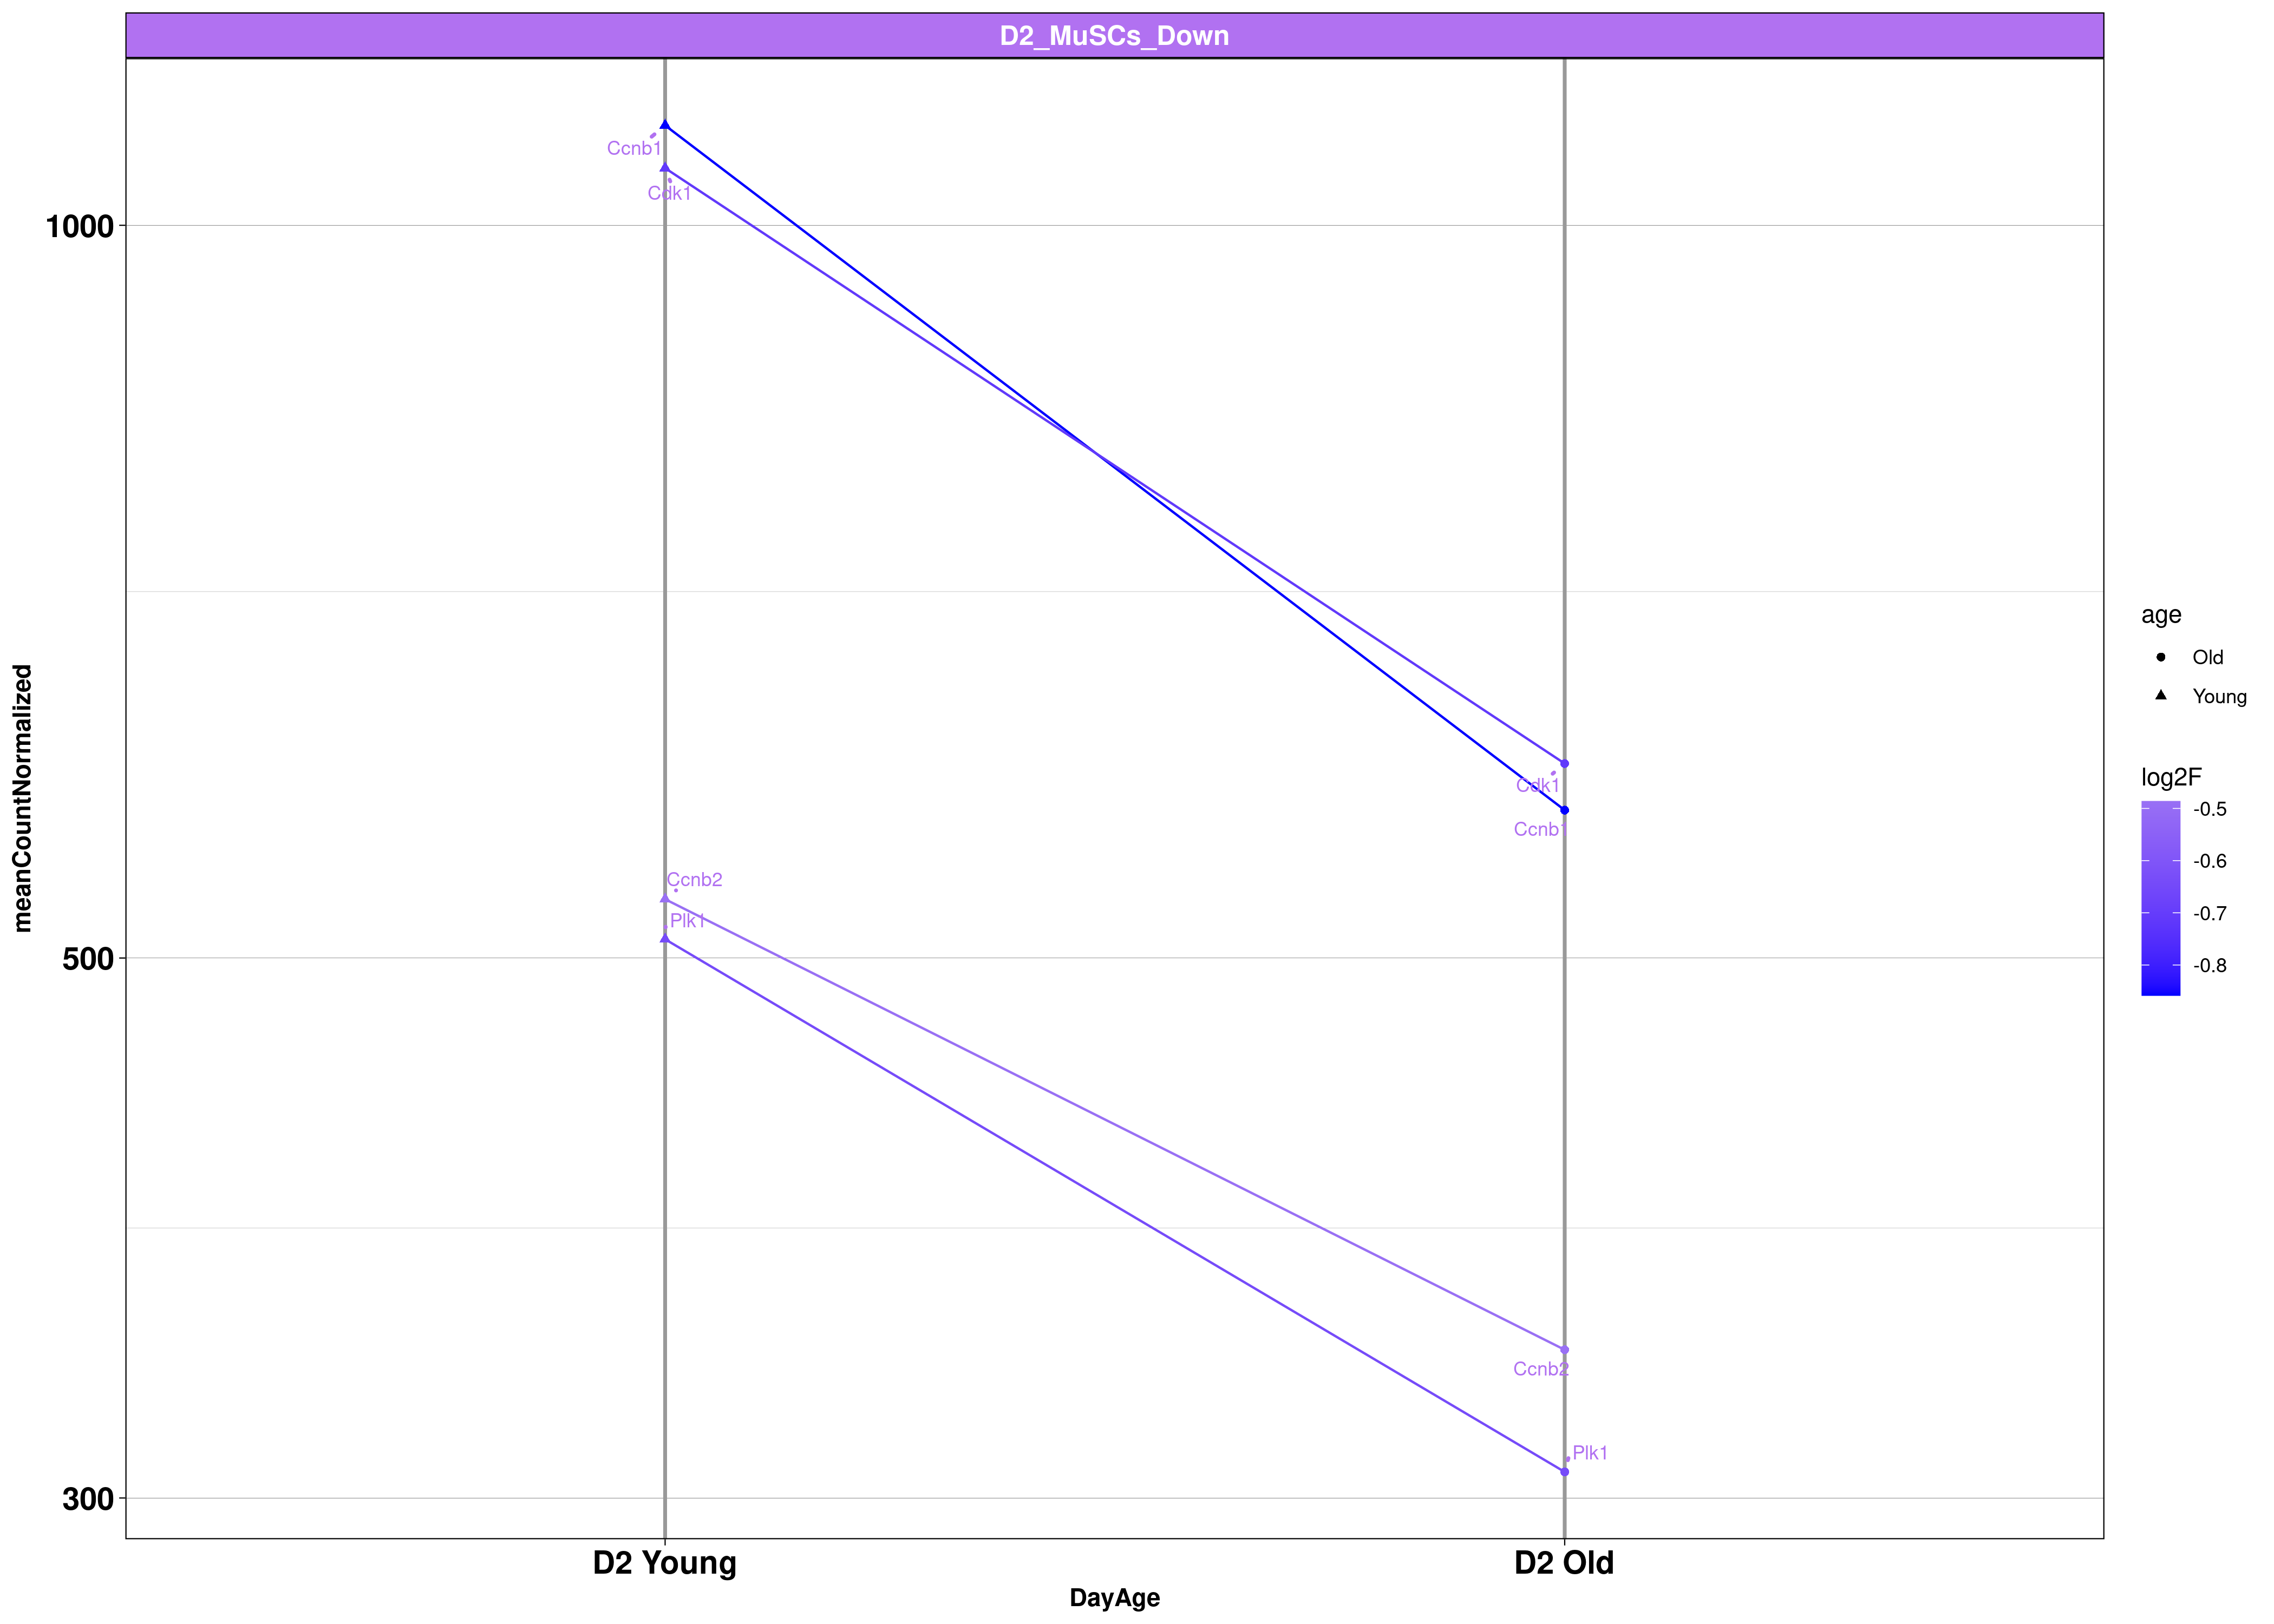 D2_MuSCs_Down
meanCountNormalized
1000
500
300
Ccnb1
Cdk1
Cdk1
Ccnb1
Ccnb2
Plk1
Ccnb2
Plk1
D2 Young
D2 Old
DayAge
age
Old
Young
log2F
-0.5
-0.6
-0.7
-0.8